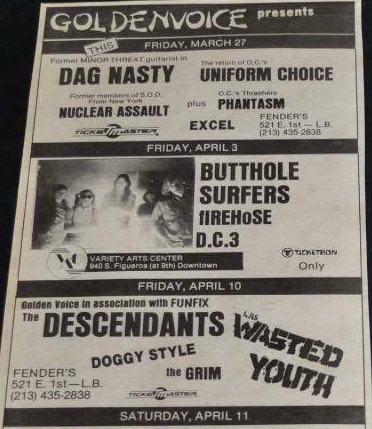 GOLDENVOICE presents
THIS
FRIDAY, MARCH 27
Former MINOR THREAT guitarist in
DAG NASTY
The return of O.C.'s
UNIFORM CHOICE
Former members of S.O.D.
From New York
NUCLEAR ASSAULT
plus
O.C.'s Thrashers
PHANTASM
TICKETMASTER
EXCEL
FENDER'S
521 E. 1st — L.B.
(213) 435-2838
FRIDAY, APRIL 3
BUTTHOLE
SURFERS
fIREHOSE
D.C.3
VARIETY ARTS CENTER
940 S. Figueroa (at 9th) Downtown
TICKETRON
Only
FRIDAY, APRIL 10
Golden Voice in association with FUNFIX
The DESCENDANTS
L.A.'s
WASTED
YOUTH
DOGGY STYLE
the GRIM
FENDER'S
521 E. 1st — L.B.
(213) 435-2838
TICKETMASTER
SATURDAY, APRIL 11